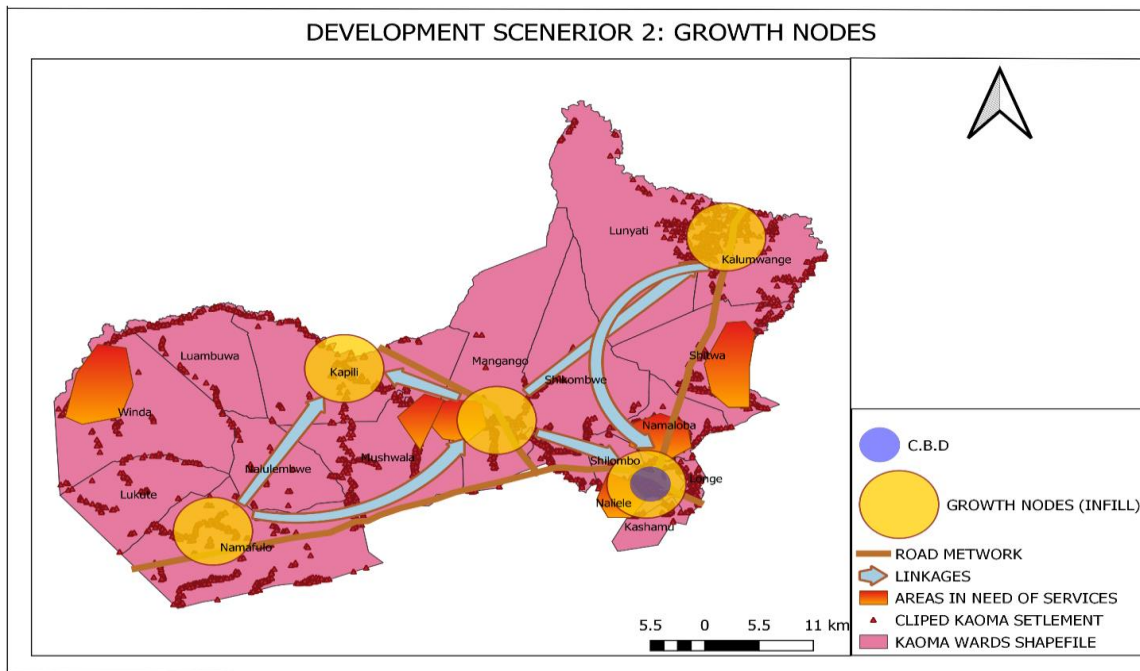 DEVELOPMENT SCENERIOR 2: GROWTH NODES
Lunyati
Kalumwange
Luambuwa
Kapili
Mangango
Shitwa
Shikombwe
Winda
Namaloba
Mushwala
Shilombo
Nalulembwe
Longe
Lukute
Nallele
Kashamu
Namafulo
5.5 0 5.5 11 km
C.B.D
GROWTH NODES (INFILL)
ROAD METWORK
LINKAGES
AREAS IN NEED OF SERVICES
CLIPED KAOMA SETLEMENT
KAOMA WARDS SHAPEFILE